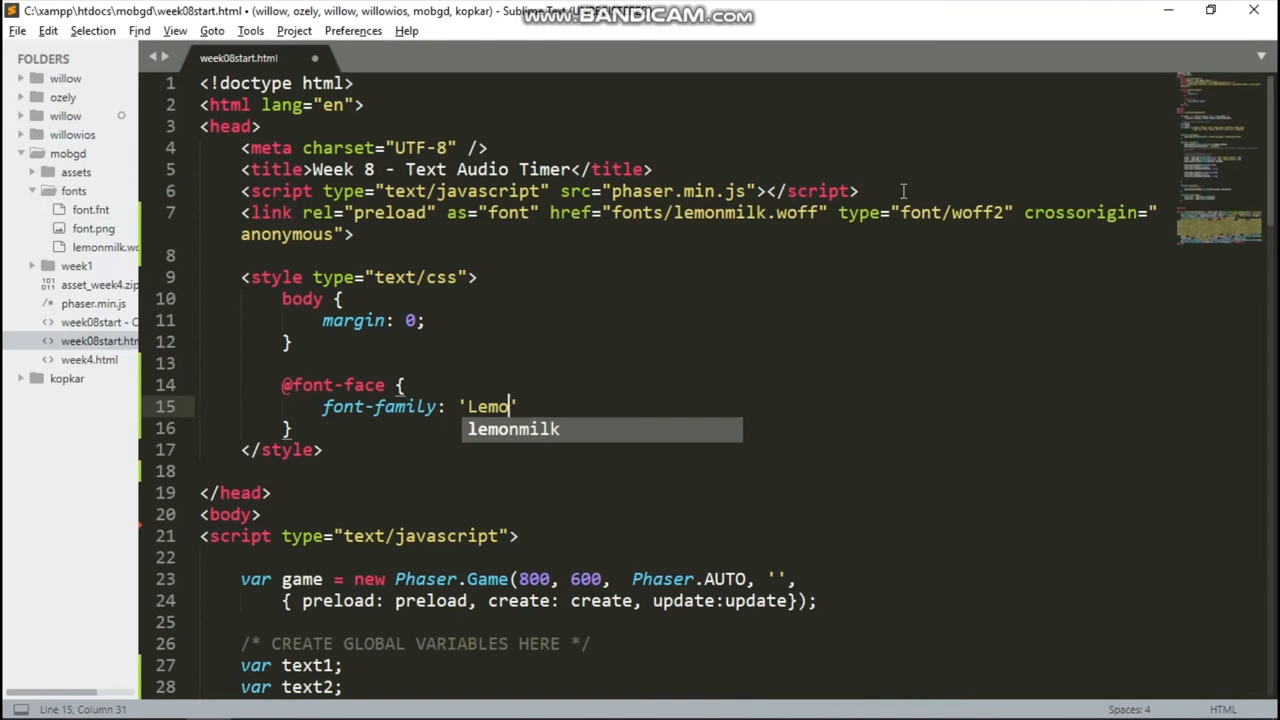 C:\xampp\htdocs\mobgd\week08start.html • (willow, ozely, willow, willowios, mobgd, kopkar) - Sublime Text (UNREGISTERED)
www.BANDICAM.com
File Edit Selection Find View Goto Tools Project Preferences Help
FOLDERS
willow
ozely
willow
willowios
mobgd
assets
fonts
font.fnt
font.png
lemonmilk.wo
week1
asset_week4.zip
phaser.min.js
week08start - C
week08start.htm
week4.html
kopkar
week08start.html
1 <!doctype html>
2 <html lang="en">
3 <head>
4 <meta charset="UTF-8" />
5 <title>Week 8 - Text Audio Timer</title>
6 <script type="text/javascript" src="phaser.min.js"></script>
7 <link rel="preload" as="font" href="fonts/lemonmilk.woff" type="font/woff2" crossorigin="
anonymous">
8
9 <style type="text/css">
10 body {
11 margin: 0;
12 }
13
14 @font-face {
15 font-family: 'Lemo'
lemonmilk
16 }
17 </style>
18
19 </head>
20 <body>
21 <script type="text/javascript">
22
23 var game = new Phaser.Game(800, 600, Phaser.AUTO, '',
24 { preload: preload, create: create, update:update});
25
26 /* CREATE GLOBAL VARIABLES HERE */
27 var text1;
28 var text2;
Line 15, Column 31
Spaces: 4
HTML